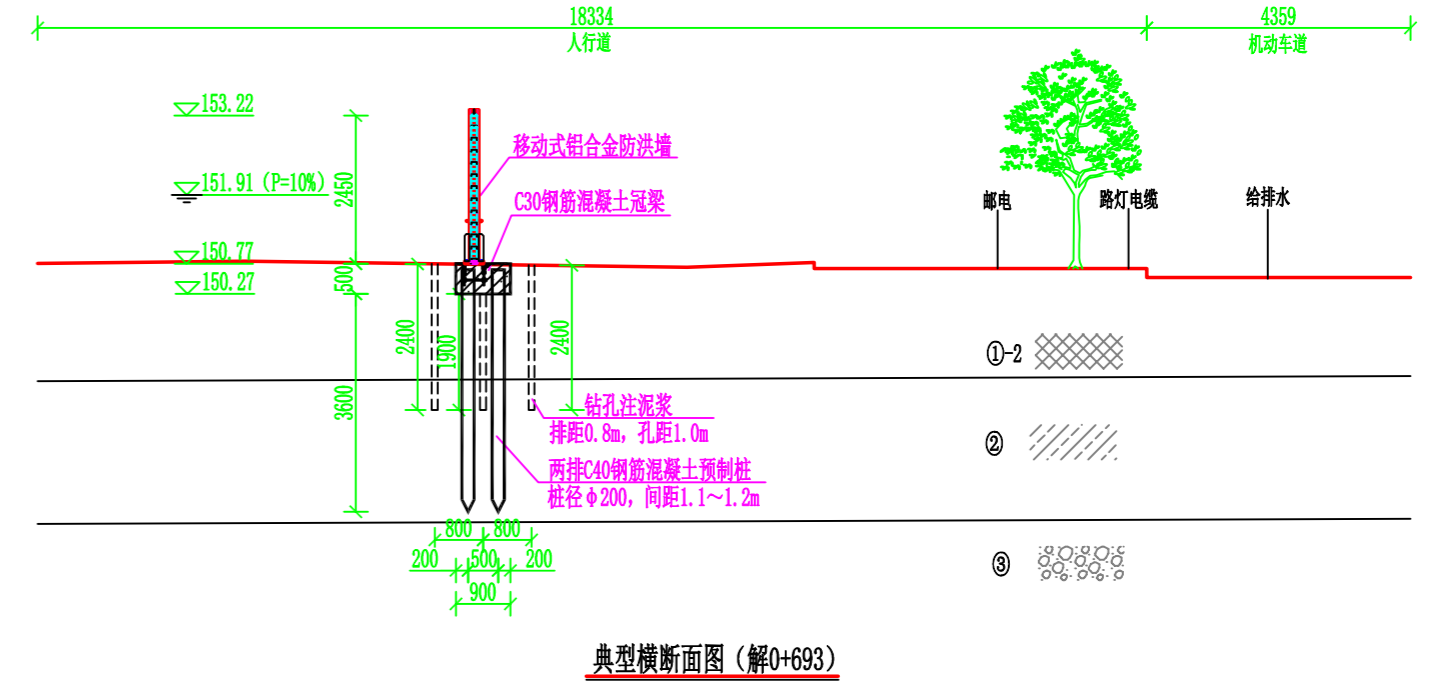 18334
4359
人行道
机动车道
153.22
移动式铝合金防洪墙
151.91 (P=10%)
2450
C30钢筋混凝土冠梁
邮电
路灯电缆
给排水
150.77
500
150.27
2400
1900
2400
①-2
3600
钻孔注泥浆
排距0.8m，孔距1.0m
②
两排C40钢筋混凝土预制桩
桩径ϕ200，间距1.1～1.2m
800
800
200
500
200
③
900
典型横断面图（解0+693）